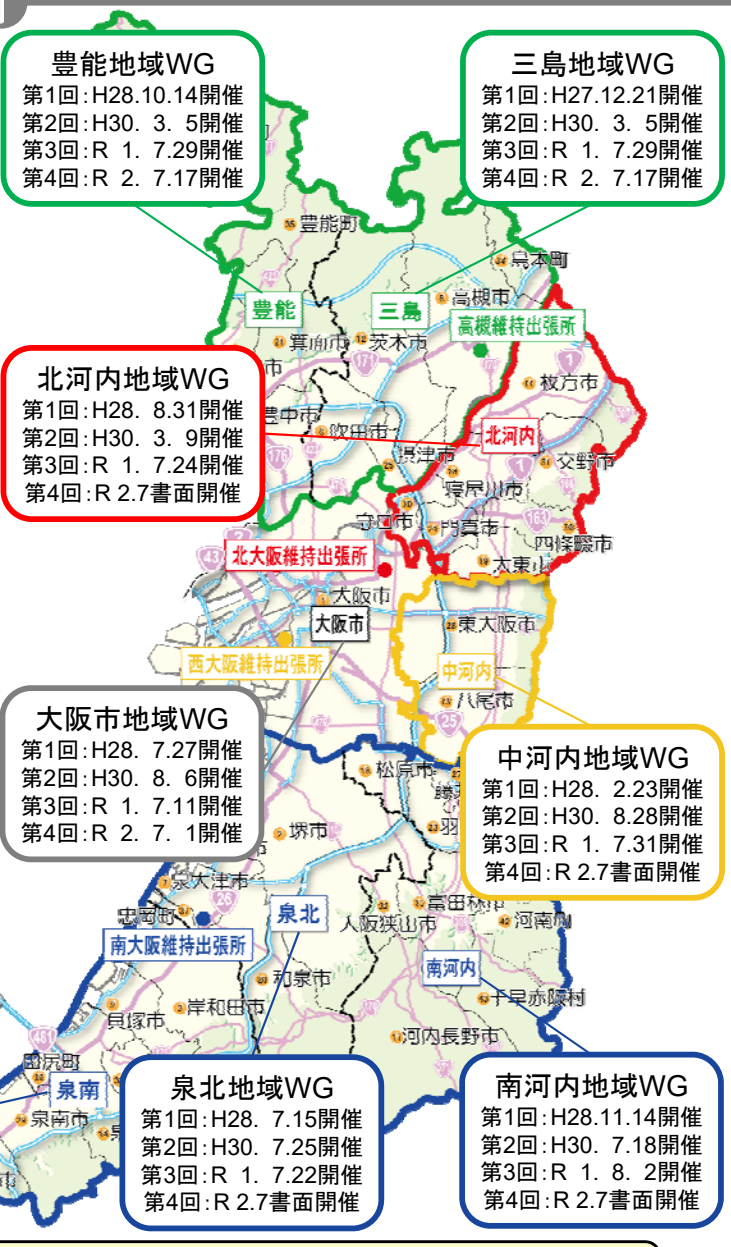 豊能地域WG
第1回:H28.10.14開催
第2回:H30. 3. 5開催
第3回:R 1. 7.29開催
第4回:R 2. 7.17開催
三島地域WG
第1回:H27.12.21開催
第2回:H30. 3. 5開催
第3回:R 1. 7.29開催
第4回:R 2. 7.17開催
豊能町
島本町
高槻市
豊能
三島
高槻維持出張所
箕面市
茨木市
171
1
枚方市
北河内地域WG
第1回:H28. 8.31開催
第2回:H30. 3. 9開催
第3回:R 1. 7.24開催
第4回:R 2.7書面開催
豊中市
吹田市
摂津市
北河内
176
1
交野市
寝屋川市
163
守口市
門真市
四條畷市
大東市
43
北大阪維持出張所
大阪市
大阪市
東大阪市
西大阪維持出張所
中河内
八尾市
25
大阪市地域WG
第1回:H28. 7.27開催
第2回:H30. 8. 6開催
第3回:R 1. 7.11開催
第4回:R 2. 7. 1開催
中河内地域WG
第1回:H28. 2.23開催
第2回:H30. 8.28開催
第3回:R 1. 7.31開催
第4回:R 2.7書面開催
松原市
堺市
泉大津市
26
忠岡町
泉北
大阪狭山市
富田林市
河南町
南大阪維持出張所
南河内
和泉市
千早赤阪村
岸和田市
貝塚市
河内長野市
481
田尻町
泉南
泉南市
泉北地域WG
第1回:H28. 7.15開催
第2回:H30. 7.25開催
第3回:R 1. 7.22開催
第4回:R 2.7書面開催
南河内地域WG
第1回:H28.11.14開催
第2回:H30. 7.18開催
第3回:R 1. 8. 2開催
第4回:R 2.7書面開催